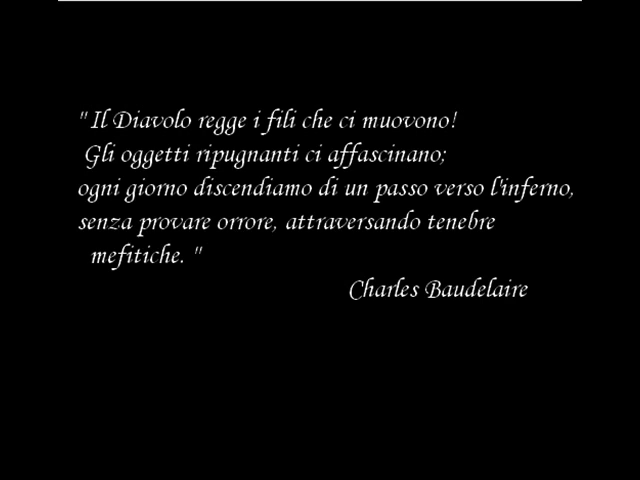 " Il Diavolo regge i fili che ci muovono!
Gli oggetti ripugnanti ci affascinano;
ogni giorno discendiamo di un passo verso l'inferno,
senza provare orrore, attraversando tenebre
mefitiche. "
Charles Baudelaire